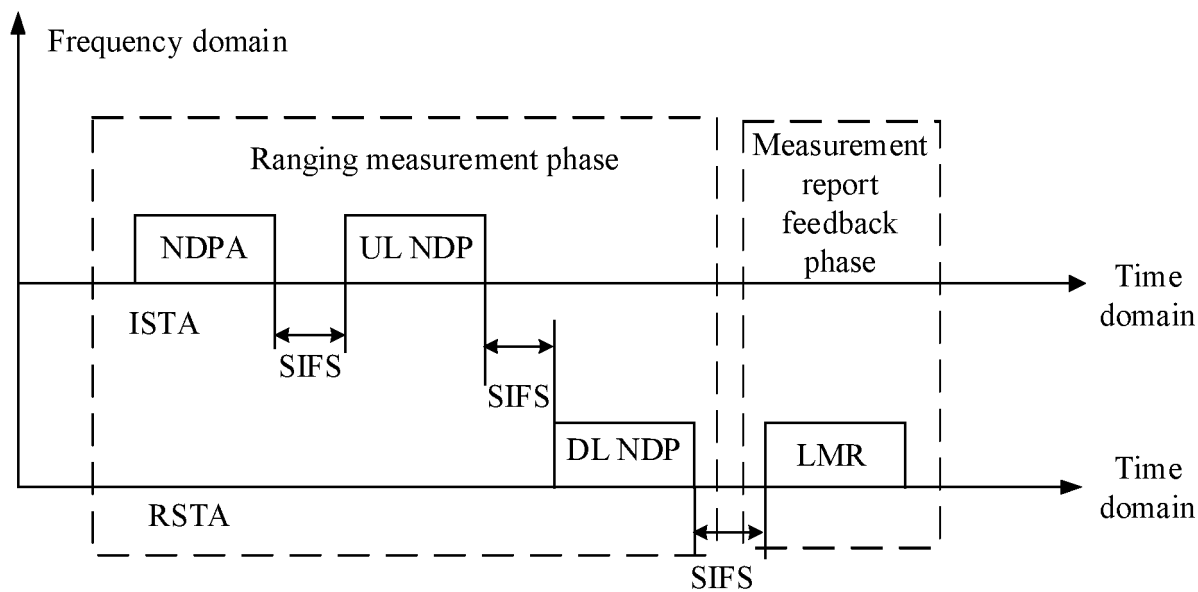 Frequency domain
Ranging measurement phase
Measurement
report
feedback
phase
NDPA
UL NDP
Time
domain
ISTA
SIFS
SIFS
DL NDP
LMR
Time
domain
RSTA
SIFS